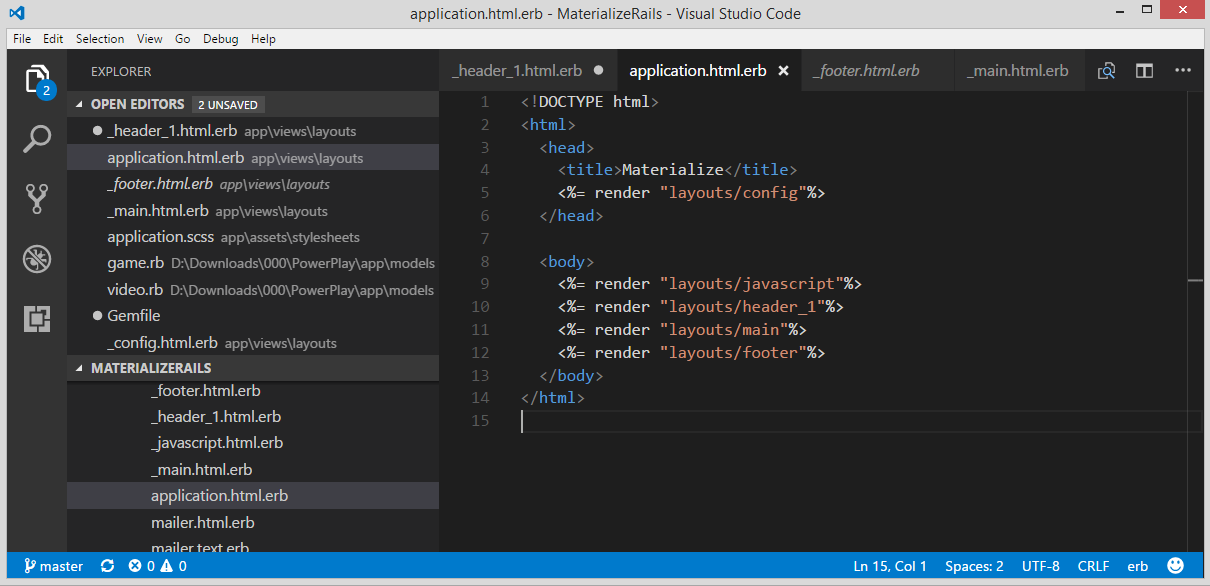 application.html.erb - MaterializeRails - Visual Studio Code
File Edit Selection View Go Debug Help
2
EXPLORER
OPEN EDITORS 2 UNSAVED
_header_1.html.erb app\views\layouts
application.html.erb app\views\layouts
_footer.html.erb app\views\layouts
_main.html.erb app\views\layouts
application.scss app\assets\stylesheets
game.rb D:\Downloads\000\PowerPlay\app\models
video.rb D:\Downloads\000\PowerPlay\app\models
Gemfile
_config.html.erb app\views\layouts
MATERIALIZERAILS
_footer.html.erb
_header_1.html.erb
_javascript.html.erb
_main.html.erb
application.html.erb
mailer.html.erb
mailer.text.erb
_header_1.html.erb application.html.erb _footer.html.erb _main.html.erb
1 <!DOCTYPE html>
2 <html>
3   <head>
4     <title>Materialize</title>
5     <%= render "layouts/config"%>
6   </head>
7
8   <body>
9     <%= render "layouts/javascript"%>
10     <%= render "layouts/header_1"%>
11     <%= render "layouts/main"%>
12     <%= render "layouts/footer"%>
13   </body>
14 </html>
15
master 0 0 Ln 15, Col 1 Spaces: 2 UTF-8 CRLF erb